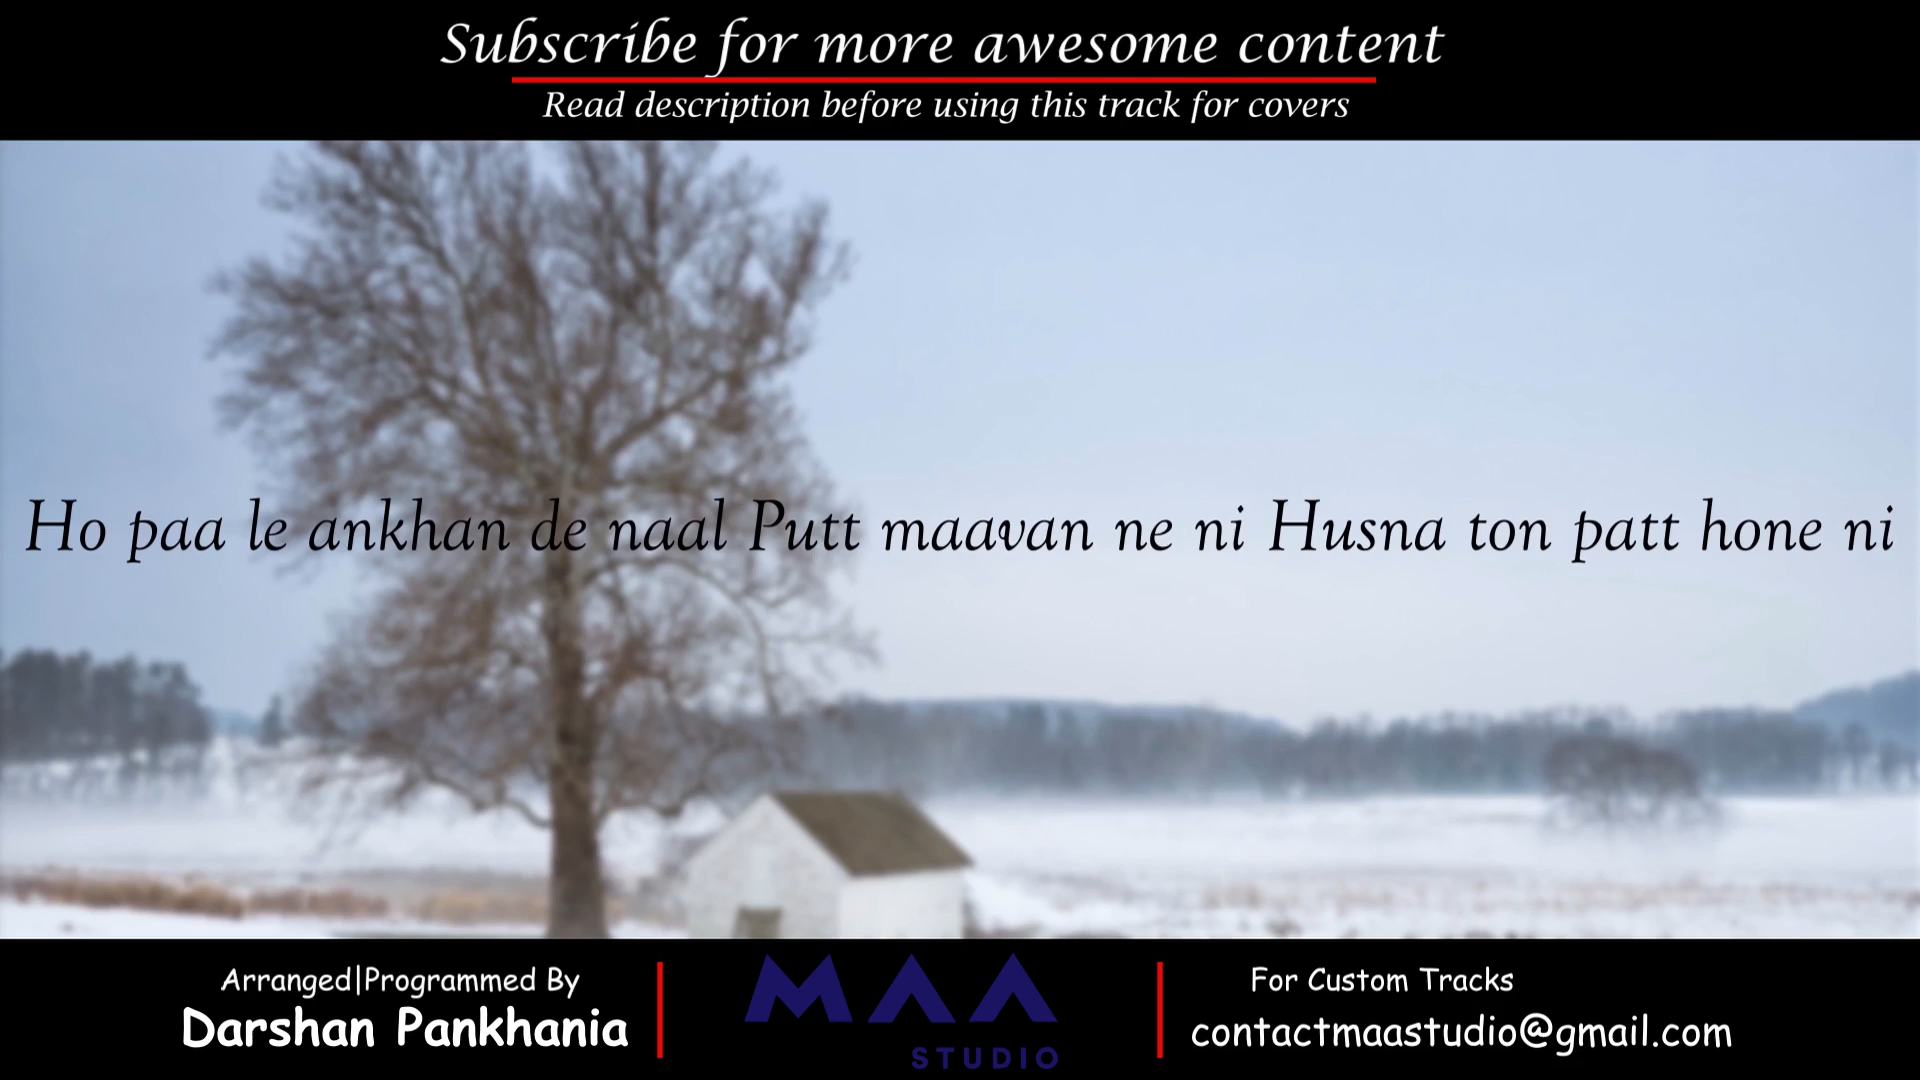 Subscribe for more awesome content
Read description before using this track for covers
Ho paa le ankhan de naal Putt maavan ne ni Husna ton patt hone ni
Arranged|Programmed By
Darshan Pankhania
MAA
STUDIO
For Custom Tracks
contactmaastudio@gmail.com